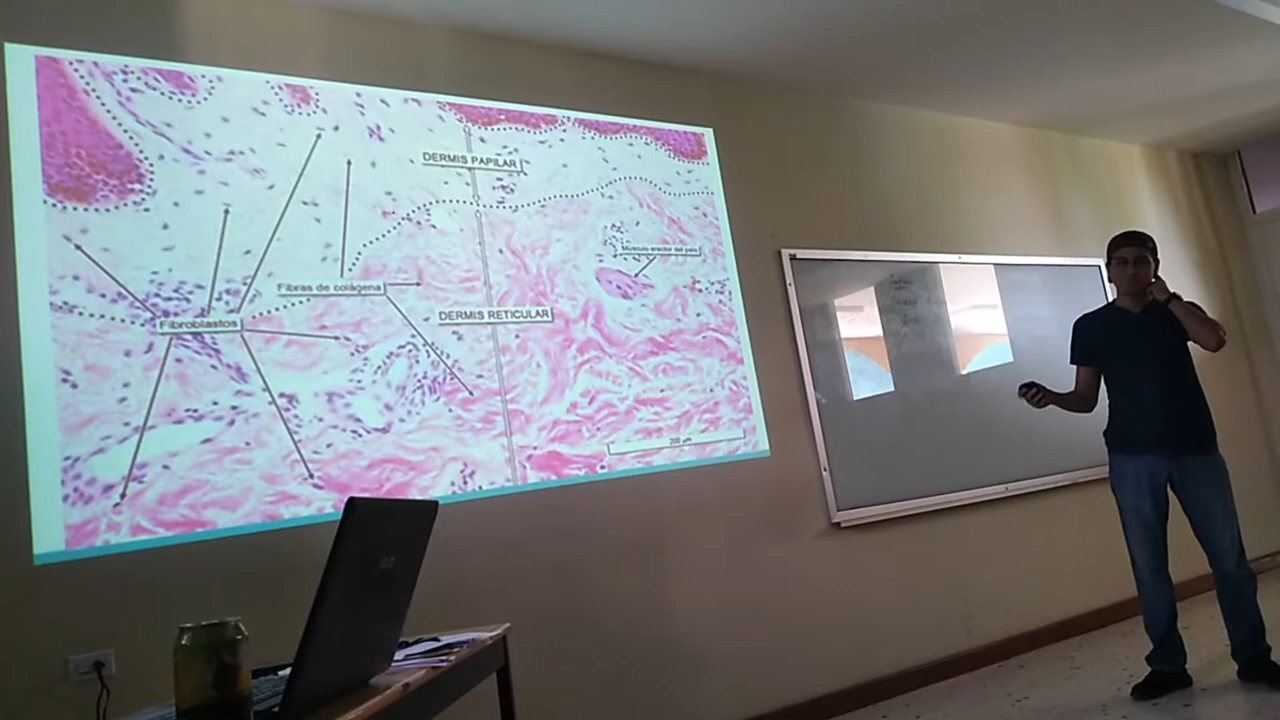 DERMIS PAPILAR
Músculo erector del pelo
Fibras de colágena
DERMIS RETICULAR
Fibroblastos
200 µm